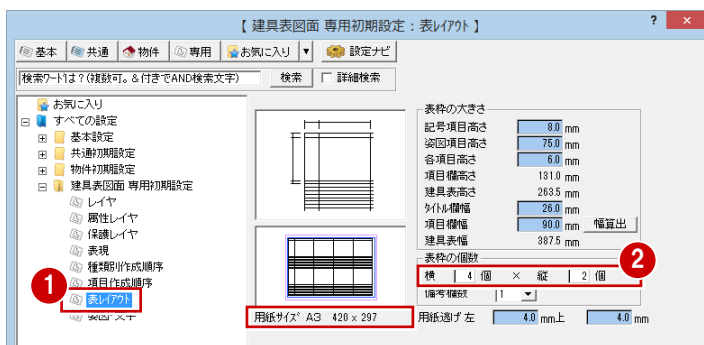 【 建具表図面 専用初期設定：表ﾚｲｱｳﾄ 】 ? ×
基本 共通 物件 専用 お気に入り ▼ 設定ナビ
検索ﾜｰﾄﾞは？(複数可。＆付きでAND検索文字) 検索 詳細検索
お気に入り
すべての設定
基本設定
共通初期設定
物件初期設定
建具表図面 専用初期設定
レイヤ
属性レイヤ
保護レイヤ
表現
種類別作成順序
項目作成順序
1
表ﾚｲｱｳﾄ
用紙ｻｲｽﾞ A3 420 x 297
表枠の大きさ
記号項目高さ 8.0 mm
姿図項目高さ 75.0 mm
各項目高さ 6.0 mm
項目欄高さ 131.0 mm
建具表高さ 263.5 mm
ﾀｲﾄﾙ欄幅 26.0 mm
項目欄幅 90.0 mm 幅算出
建具表幅 387.5 mm
表枠の個数
2
横 4 個 × 縦 2 個
備考欄数 1
用紙逃げ 左 4.0 mm 上 4.0 mm